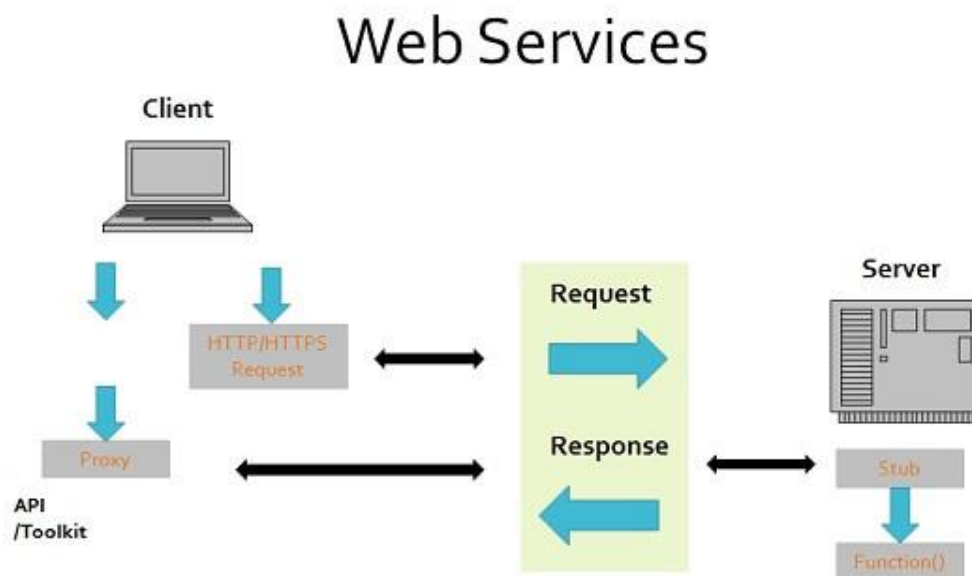 Web Services
Client
Server
Request
HTTP/HTTPS
Request
Response
Proxy
Stub
API
/Toolkit
Function()